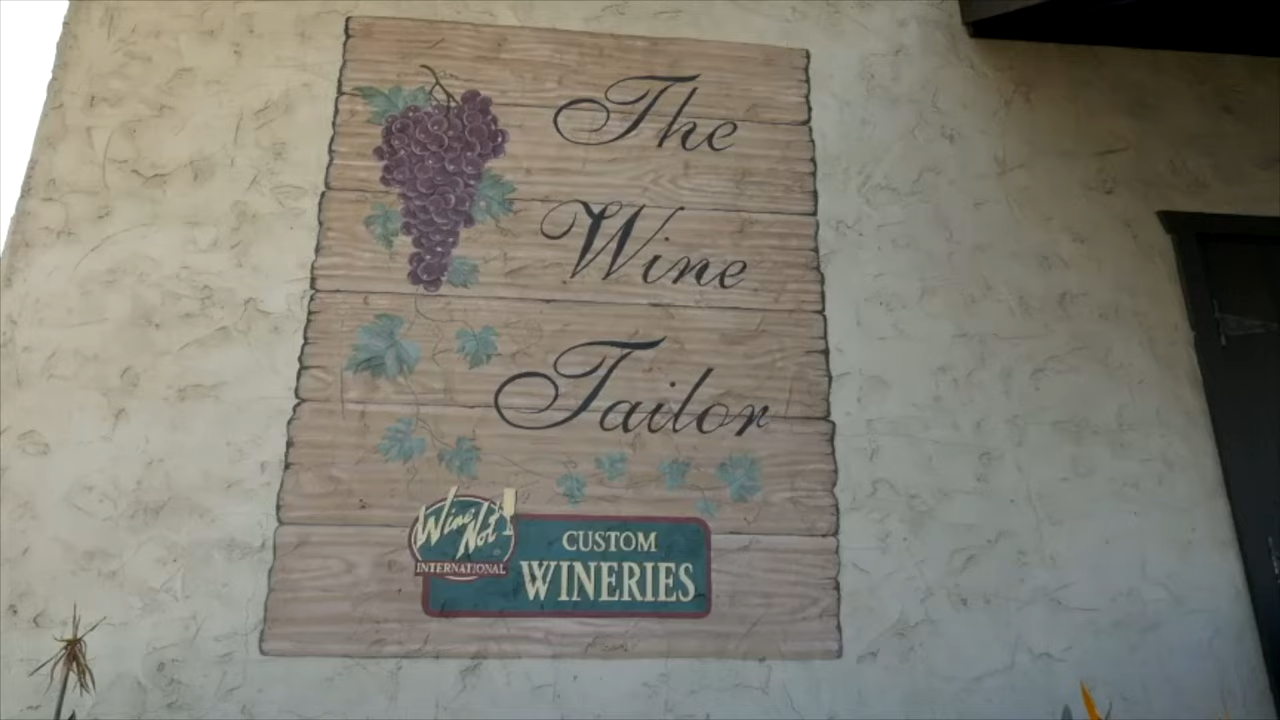 The
Wine
Tailor
Wine
Not
INTERNATIONAL
CUSTOM
WINERIES